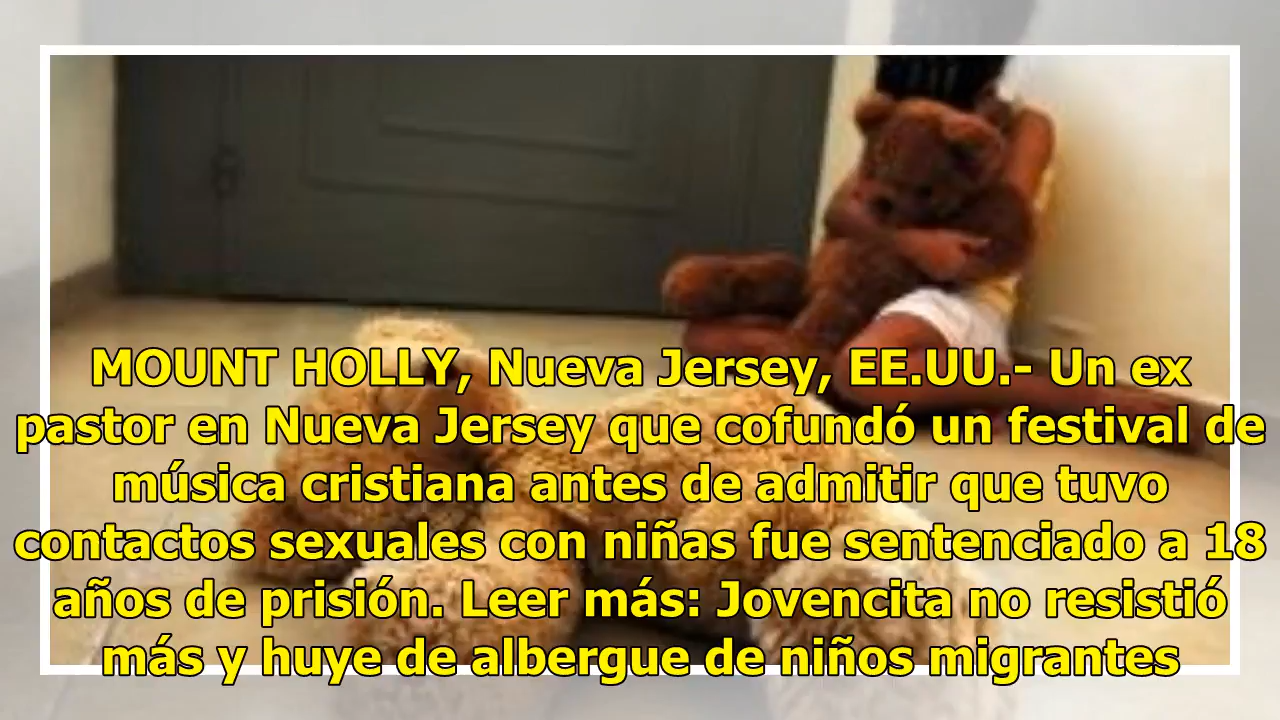 MOUNT HOLLY, Nueva Jersey, EE.UU.- Un ex
pastor en Nueva Jersey que cofundó un festival de
música cristiana antes de admitir que tuvo
contactos sexuales con niñas fue sentenciado a 18
años de prisión. Leer más: Jovencita no resistió
más y huye de albergue de niños migrantes